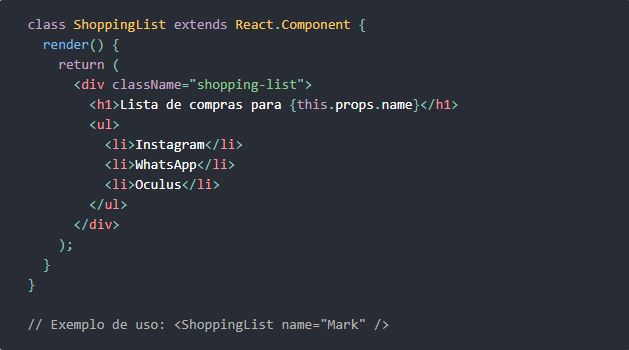 class ShoppingList extends React.Component {
  render() {
    return (
      <div className="shopping-list">
        <h1>Lista de compras para {this.props.name}</h1>
        <ul>
          <li>Instagram</li>
          <li>WhatsApp</li>
          <li>Oculus</li>
        </ul>
      </div>
    );
  }
}
// Exemplo de uso: <ShoppingList name="Mark" />